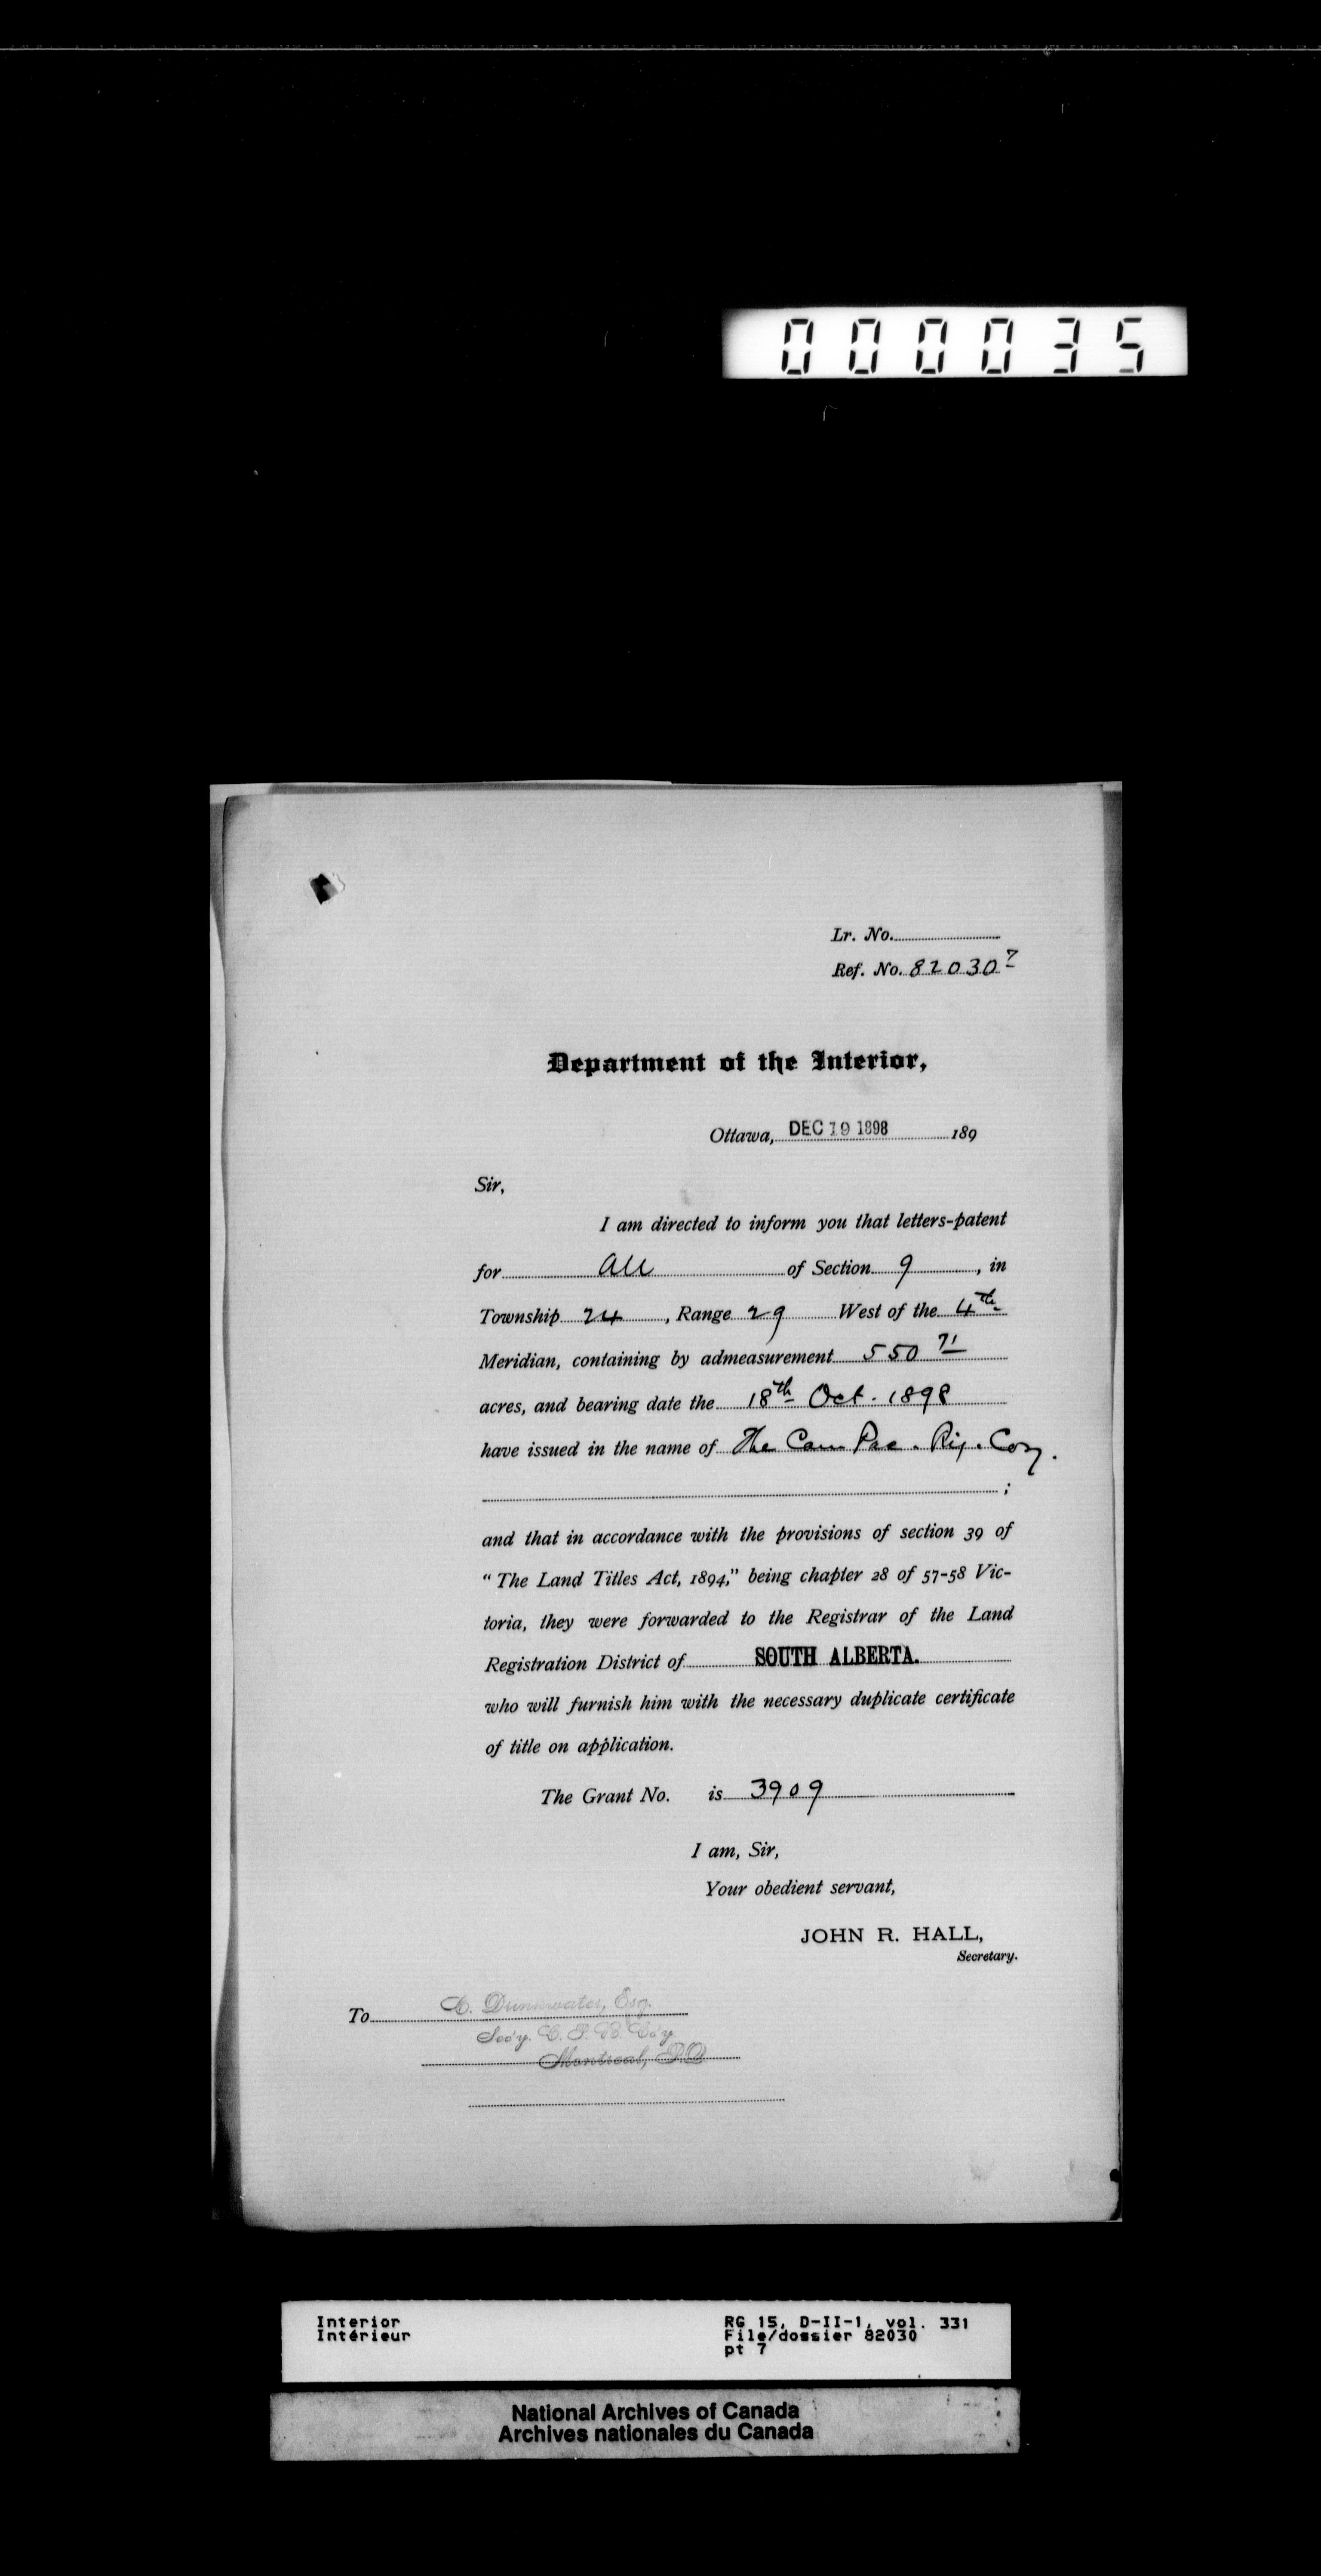 000035
Lr. No.
Ref. No. 82030 7
Department of the Interior,
Ottawa, DEC 19 1898 189
Sir,
I am directed to inform you that letters-patent
for All of Section 9, in
Township 24, Range 29 West of the 4th
Meridian, containing by admeasurement 550 71
acres, and bearing date the 18th Oct. 1898
have issued in the name of The Can Pac. Ry. Coy.
;
and that in accordance with the provisions of section 39 of
"The Land Titles Act, 1894," being chapter 28 of 57-58 Vic-
toria, they were forwarded to the Registrar of the Land
Registration District of SOUTH ALBERTA.
who will furnish him with the necessary duplicate certificate
of title on application.
The Grant No. is 3909
I am, Sir,
Your obedient servant,
JOHN R. HALL,
Secretary.
To C. Drinkwater, Esq.
Sec'y. C. P. R. Co'y
Montreal, P.Q.
Interior
Intérieur
RG 15, D-II-1, vol. 331
File/dossier 82030
pt 7
National Archives of Canada
Archives nationales du Canada